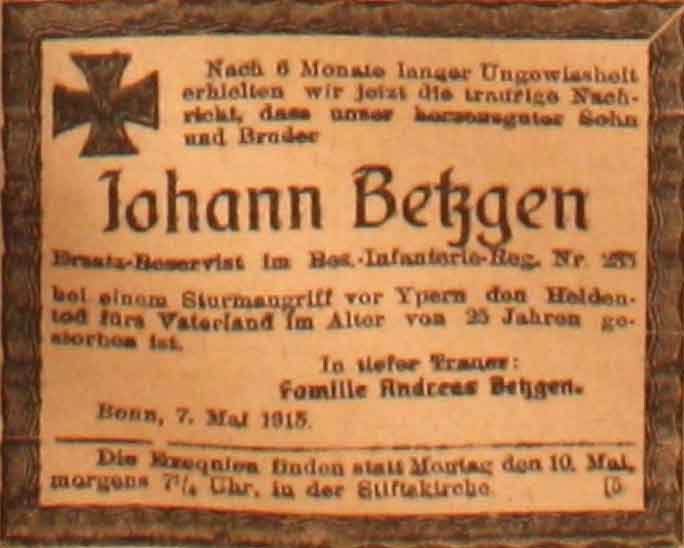 Nach 6 Monate langer Ungewissheit
erhielten wir jetzt die traurige Nach-
richt, dass unser herzensguter Sohn
und Bruder
Johann Betzgen
Ersatz-Reservist im Res.-Infanterie-Reg. Nr.
bei einem Sturmangriff vor Ypern den Helden-
tod fürs Vaterland im Alter von 25 Jahren ge-
storben ist.
In tiefer Trauer:
Familie Andreas Betzgen.
Bonn, 7. Mai 1915.
Die Exequien finden statt Montag den 10. Mai,
morgens Uhr, in der Stiftskirche. [5